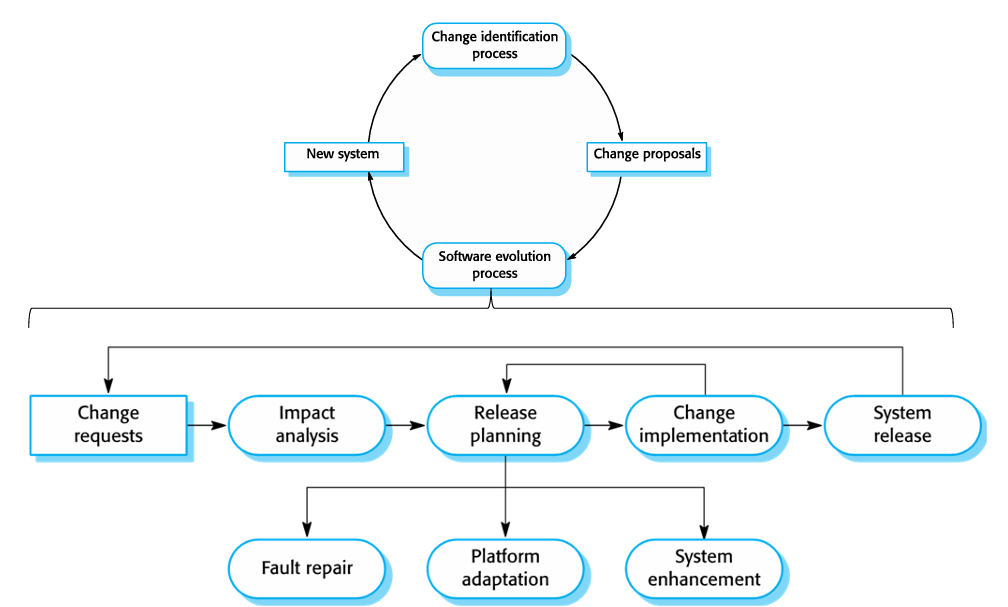 Change identification
process
New system
Change proposals
Software evolution
process
Change
requests
Impact
analysis
Release
planning
Change
implementation
System
release
Fault repair
Platform
adaptation
System
enhancement